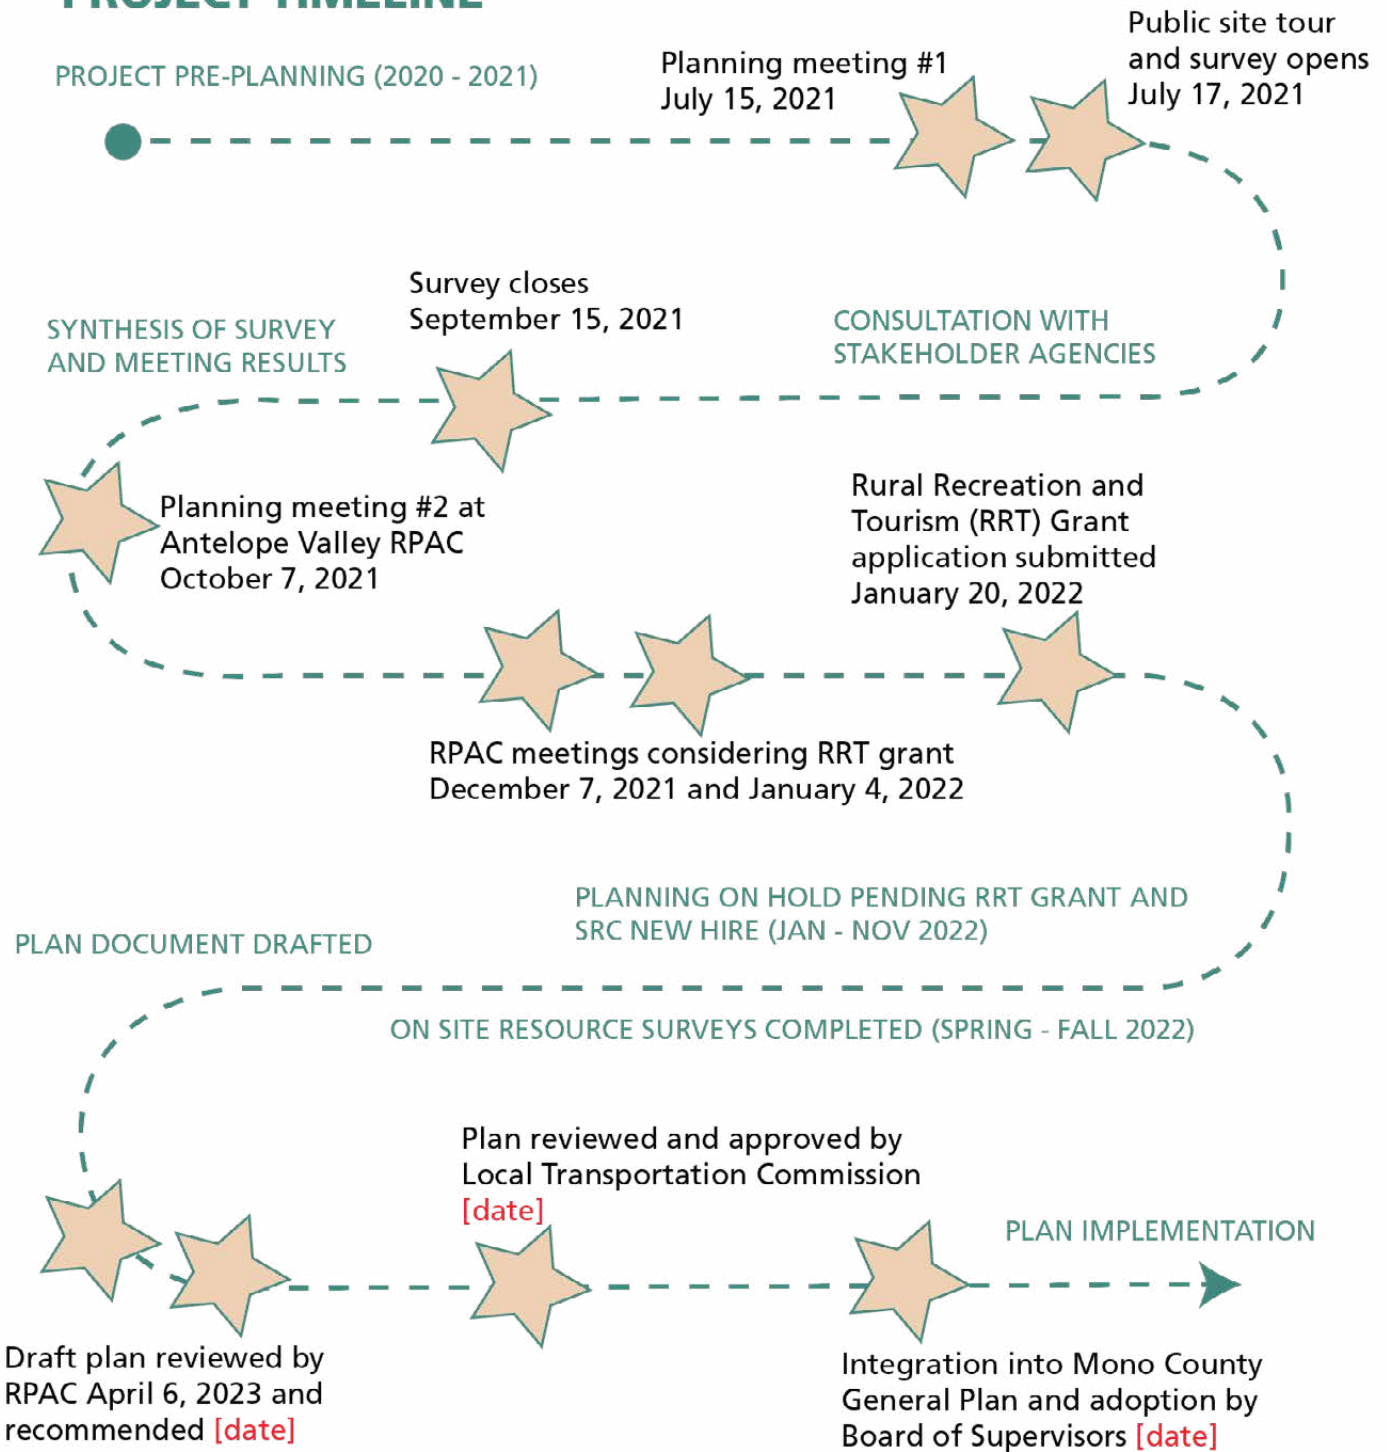 PROJECT TIMELINE
PROJECT PRE-PLANNING (2020 - 2021)
Planning meeting #1
July 15, 2021
Public site tour
and survey opens
July 17, 2021
Survey closes
September 15, 2021
SYNTHESIS OF SURVEY
AND MEETING RESULTS
CONSULTATION WITH
STAKEHOLDER AGENCIES
Planning meeting #2 at
Antelope Valley RPAC
October 7, 2021
Rural Recreation and
Tourism (RRT) Grant
application submitted
January 20, 2022
RPAC meetings considering RRT grant
December 7, 2021 and January 4, 2022
PLANNING ON HOLD PENDING RRT GRANT AND
SRC NEW HIRE (JAN - NOV 2022)
PLAN DOCUMENT DRAFTED
ON SITE RESOURCE SURVEYS COMPLETED (SPRING - FALL 2022)
Plan reviewed and approved by
Local Transportation Commission
[date]
PLAN IMPLEMENTATION
Draft plan reviewed by
RPAC April 6, 2023 and
recommended [date]
Integration into Mono County
General Plan and adoption by
Board of Supervisors [date]